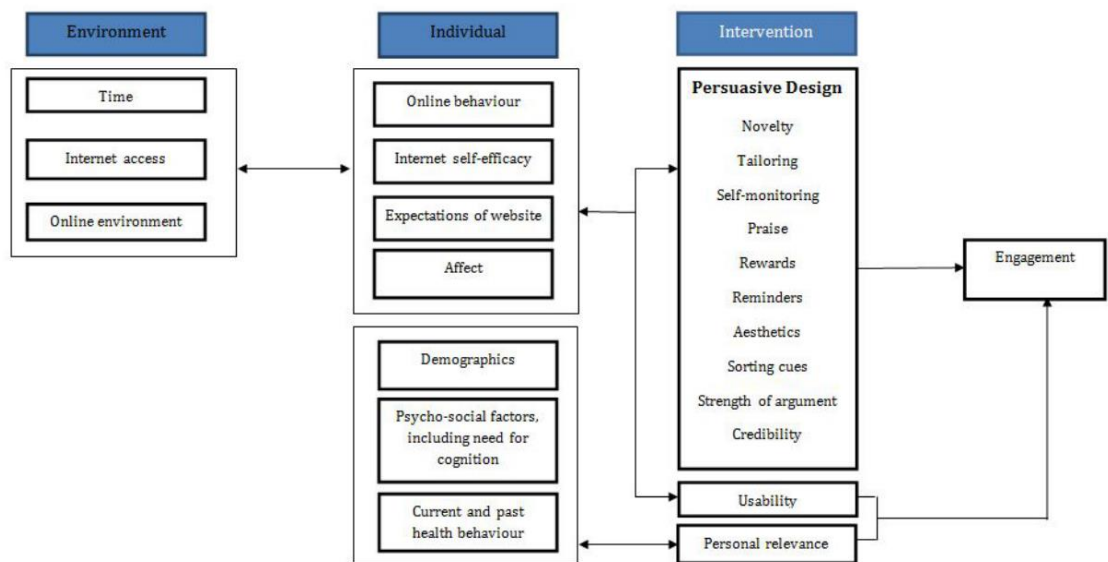 Environment
Time
Internet access
Online environment
Individual
Online behaviour
Internet self-efficacy
Expectations of website
Affect
Demographics
Psycho-social factors,
including need for
cognition
Current and past
health behaviour
Intervention
Persuasive Design
Novelty
Tailoring
Self-monitoring
Praise
Rewards
Reminders
Aesthetics
Sorting cues
Strength of argument
Credibility
Usability
Personal relevance
Engagement